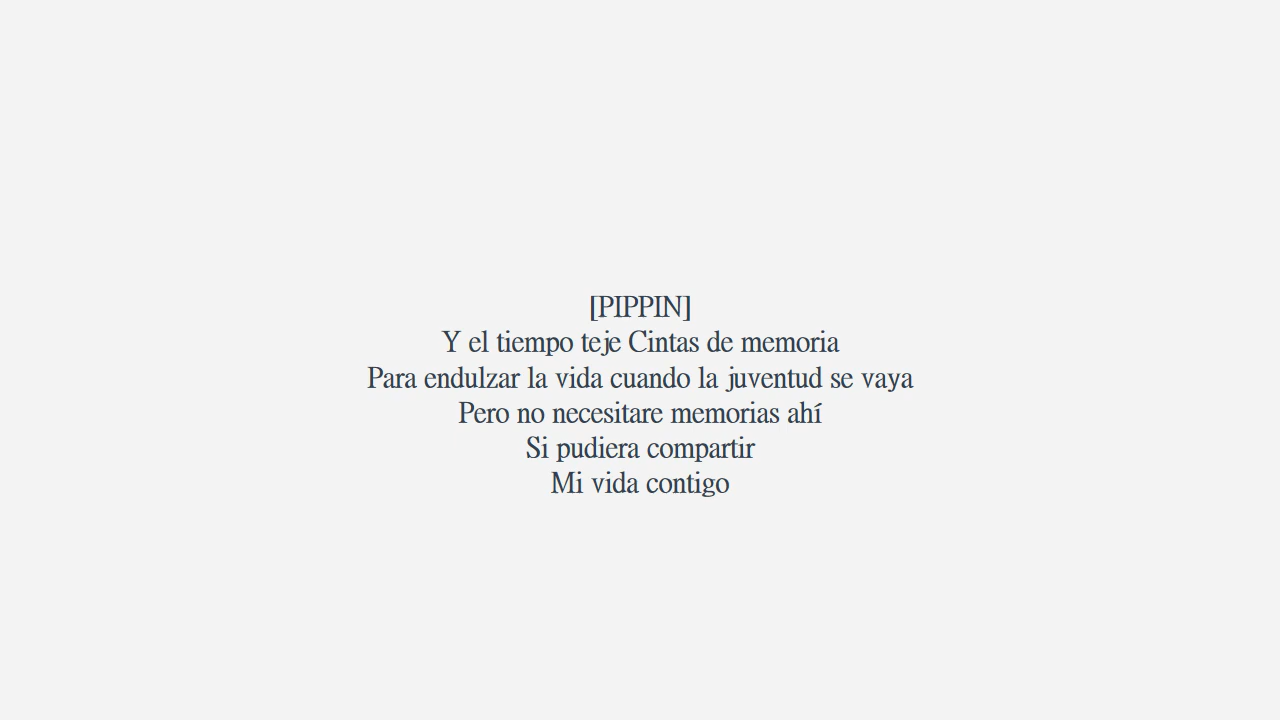 [PIPPIN]
Y el tiempo teje Cintas de memoria
Para endulzar la vida cuando la juventud se vaya
Pero no necesitare memorias ahí
Si pudiera compartir
Mi vida contigo